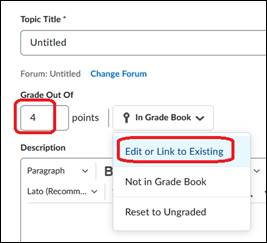 Topic Title *
Untitled
Forum: Untitled Change Forum
Grade Out Of
4 points In Grade Book
Edit or Link to Existing
Description
Not in Grade Book
Paragraph B
Lato (Recomm...
Reset to Ungraded